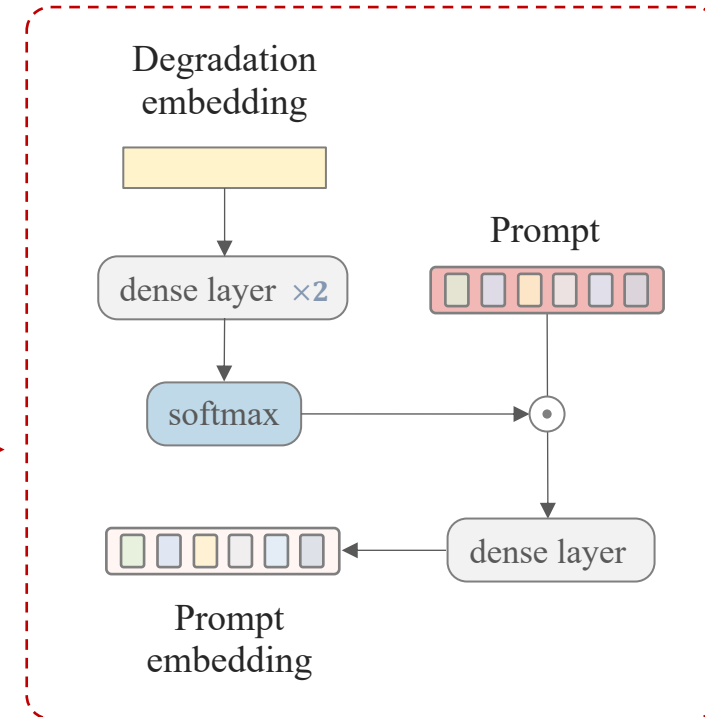 Degradation
embedding
Prompt
dense layer ×2
softmax
dense layer
Prompt
embedding